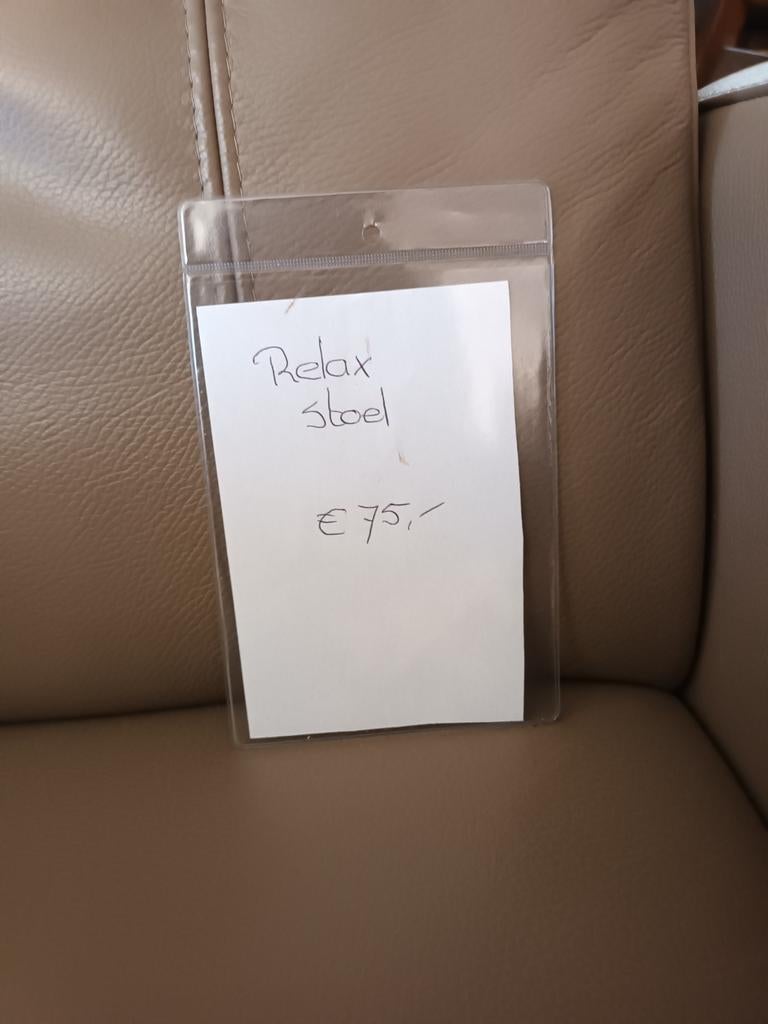 Relax
stoel
€ 75,-